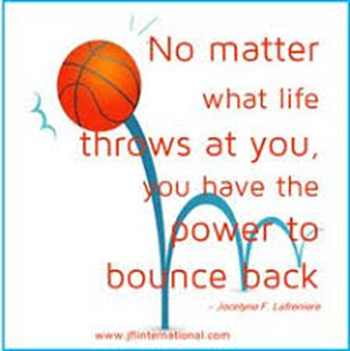 No matter
what life
throws at you,
you have the
power to
bounce back
- Jocelyne F. Lafreniere
www.jflinternational.com